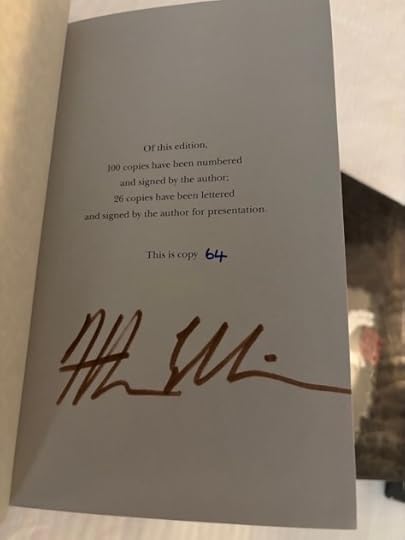 Of this edition,
100 copies have been numbered
and signed by the author;
26 copies have been lettered
and signed by the author for presentation.
This is copy 64